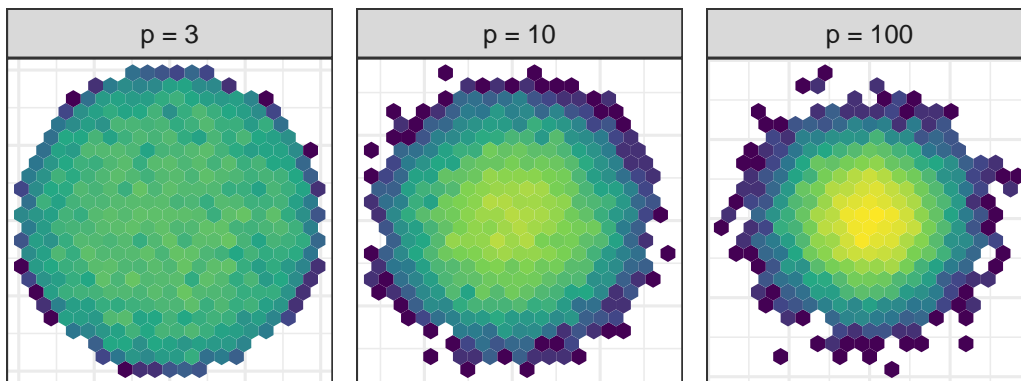 p = 3
p = 10
p = 100